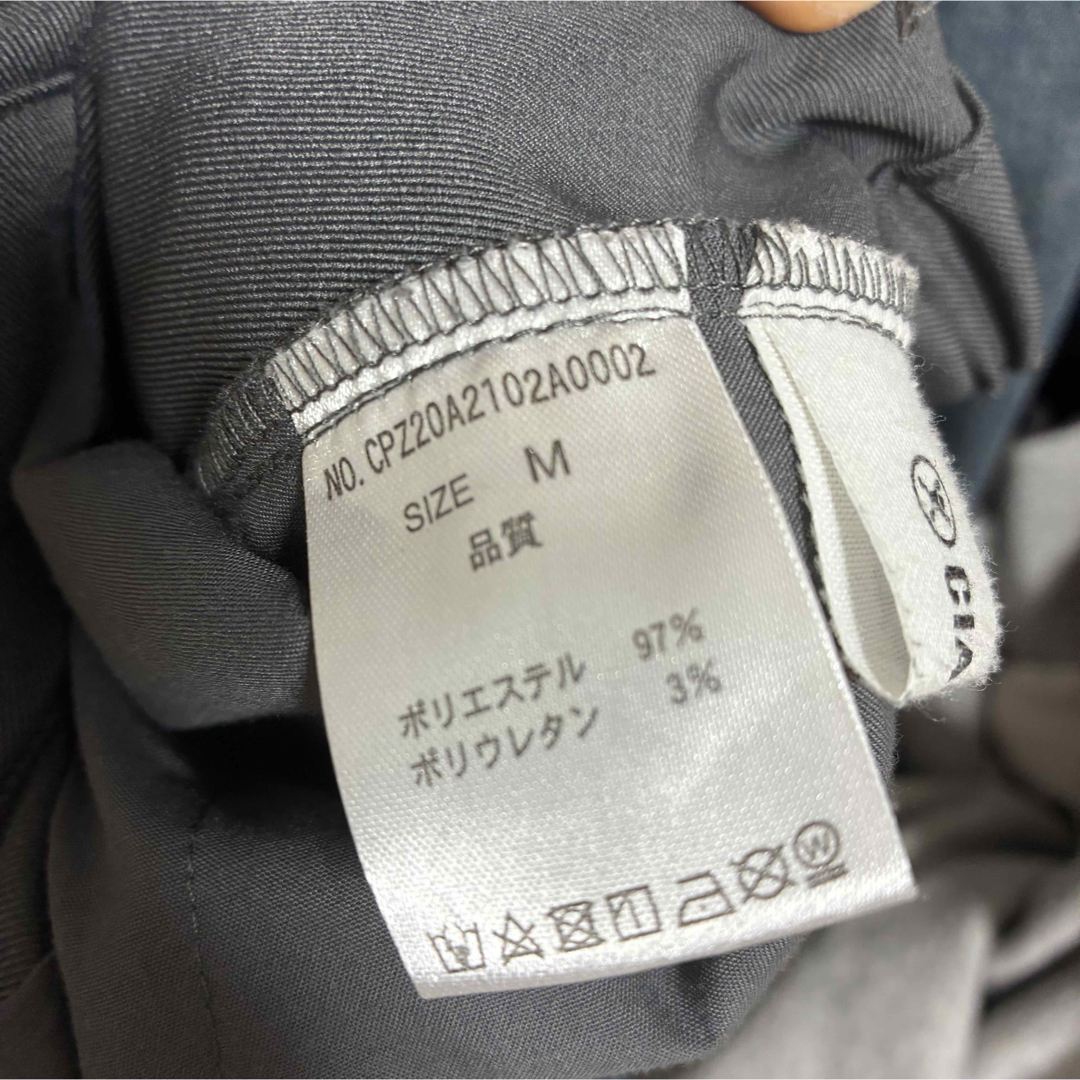 NO. CPZ20A2102A0002
SIZE M
品質
ポリエステル 97%
ポリウレタン 3%
W
CIA